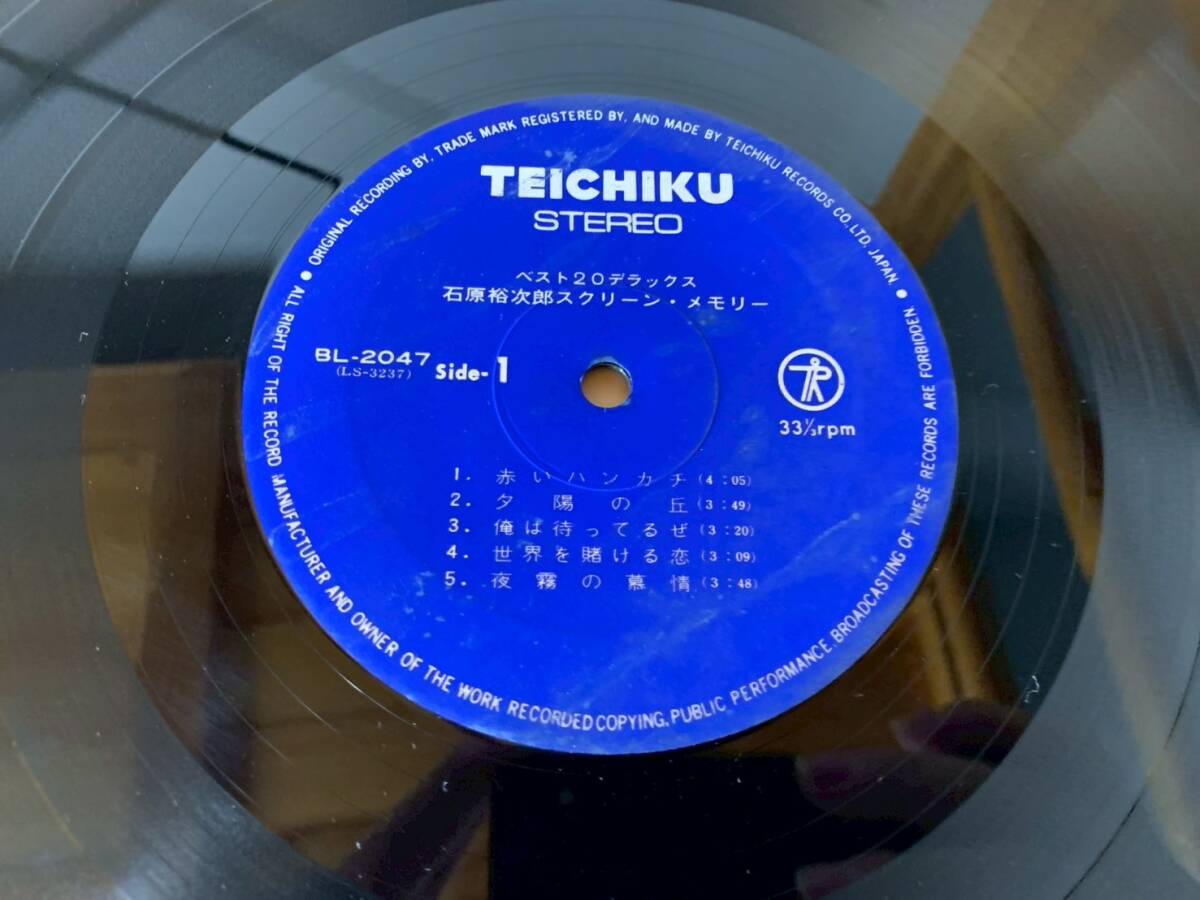 ● ORIGINAL RECORDING BY, TRADE MARK REGISTERED BY, AND MADE BY TEICHIKU RECORDS CO.,LTD. JAPAN. ●
TEICHIKU
STEREO
ベスト20デラックス
石原裕次郎スクリーン・メモリー
BL-2047
(LS-3237)
Side-1
33⅓rpm
1. 赤いハンカチ (4:05)
2. 夕陽の丘 (3:49)
3. 俺は待ってるぜ (3:20)
4. 世界を賭ける恋 (3:09)
5. 夜霧の慕情 (3:48)
ALL RIGHT OF THE RECORD MANUFACTURER AND OWNER OF THE WORK RECORDED COPYING, PUBLIC PERFORMANCE, BROADCASTING OF THESE RECORDS ARE FORBIDDEN